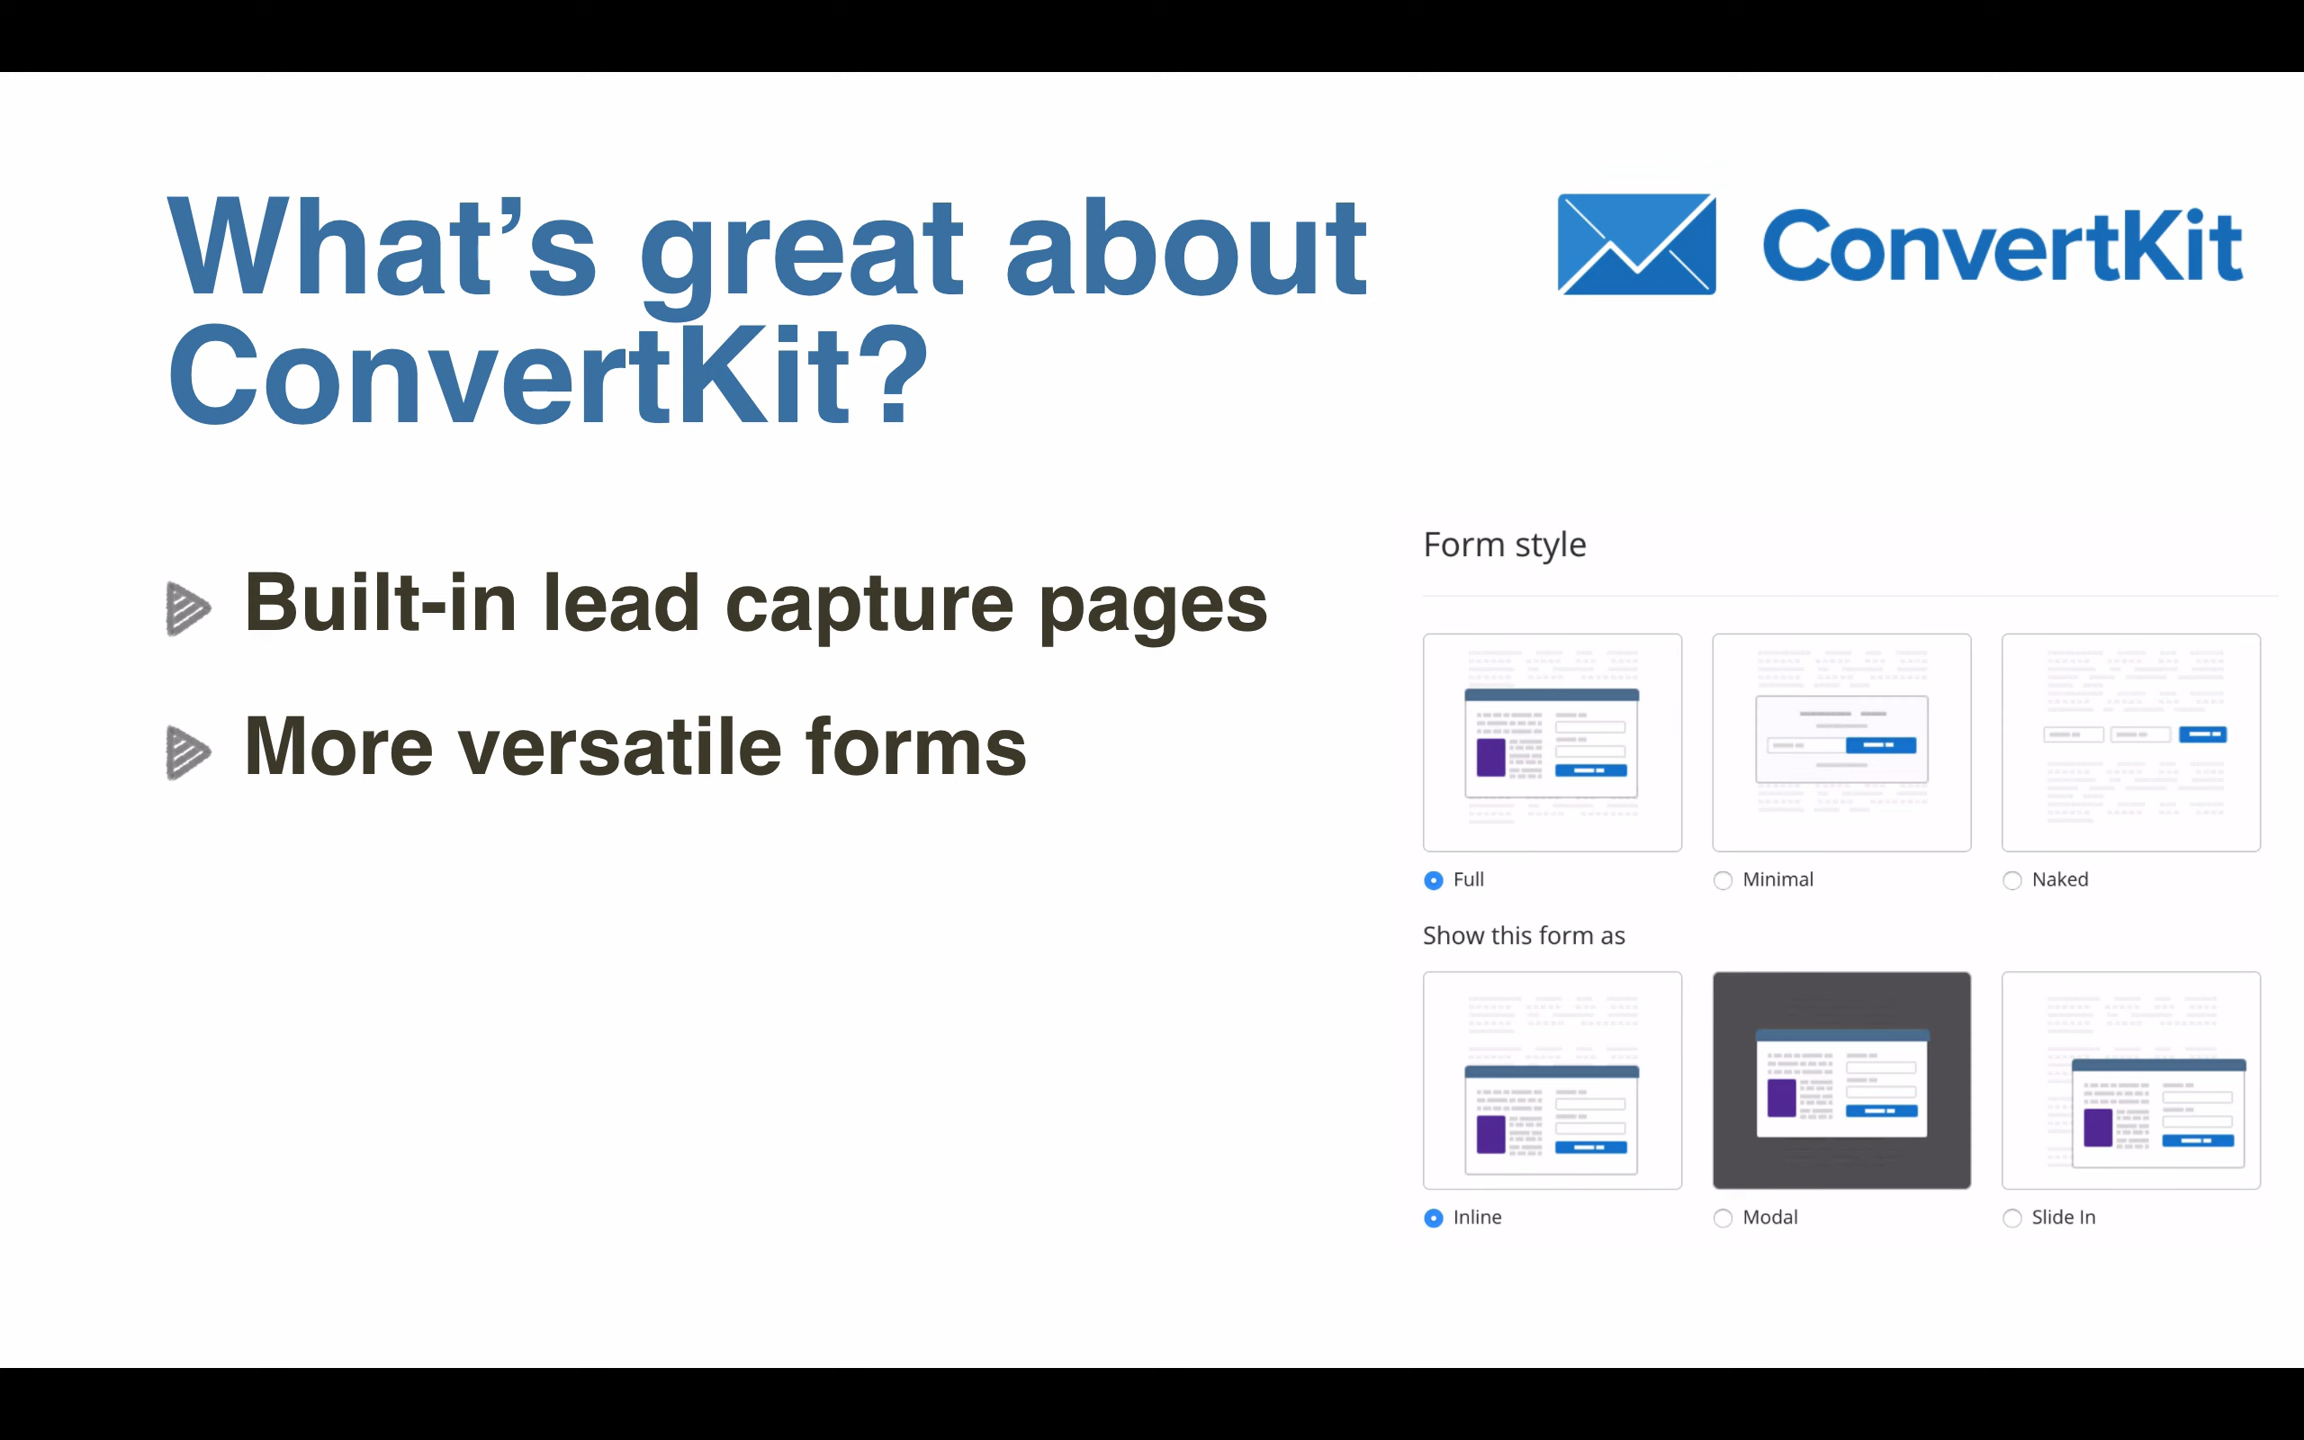 What’s great about
ConvertKit?
ConvertKit
Built-in lead capture pages
More versatile forms
Form style
Full
Minimal
Naked
Show this form as
Inline
Modal
Slide In